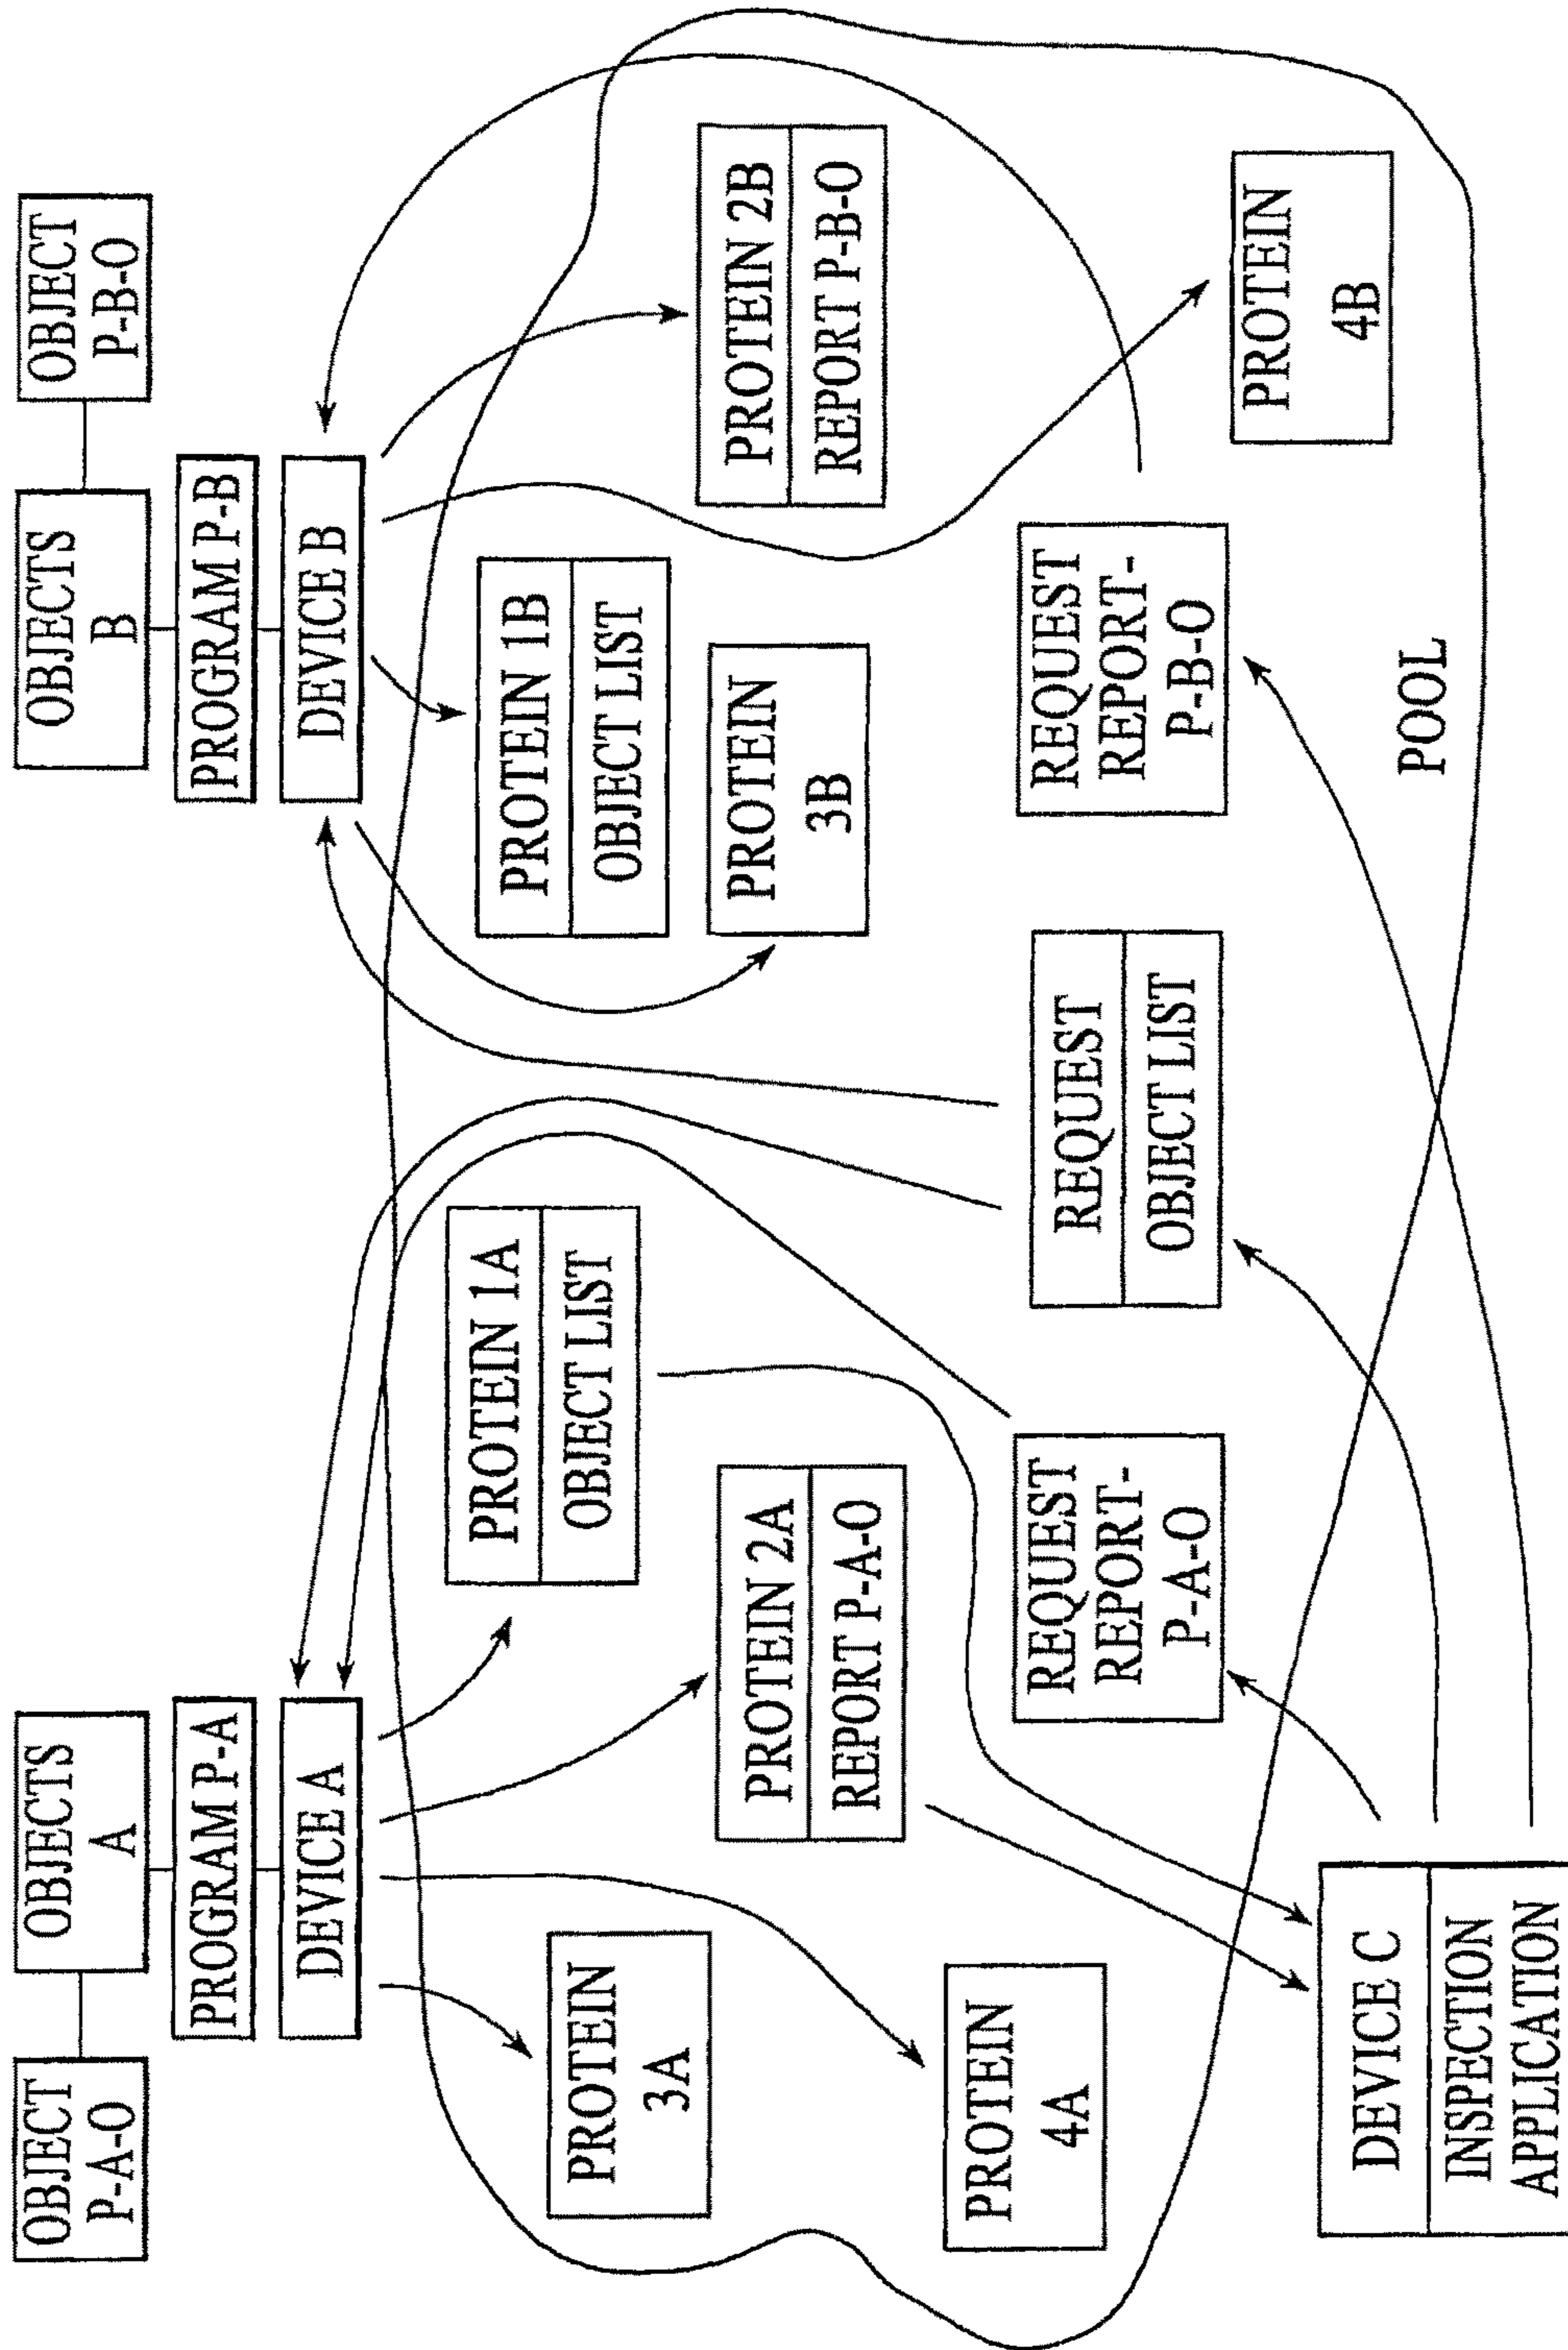 OBJECT
P-A-O
OBJECTS
A
PROGRAM P-A
DEVICE A
OBJECTS
B
OBJECT
P-B-O
PROGRAM P-B
DEVICE B
PROTEIN 1A
OBJECT LIST
PROTEIN 1B
OBJECT LIST
PROTEIN
3A
PROTEIN 2A
REPORT P-A-O
PROTEIN
3B
PROTEIN 2B
REPORT P-B-O
PROTEIN
4A
REQUEST
REPORT-
P-A-O
REQUEST
OBJECT LIST
REQUEST
REPORT-
P-B-O
PROTEIN
4B
DEVICE C
INSPECTION
APPLICATION
POOL